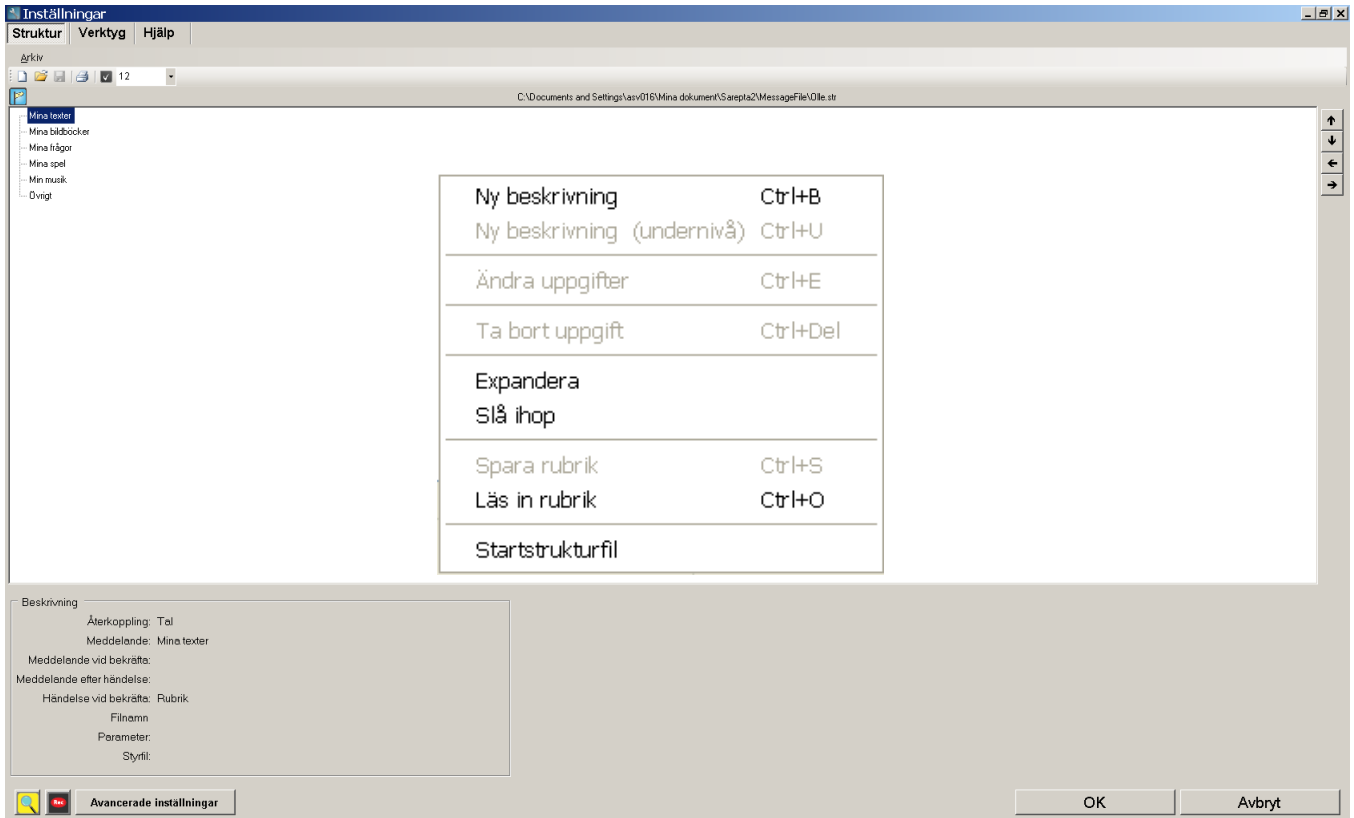 Inställningar
Struktur Verktyg Hjälp
Arkiv
12
C:\Documents and Settings\asv016\Mina dokument\Sarepta2\MessageFile\Olle.str
Mina texter
Mina bildböcker
Mina frågor
Mina spel
Min musik
Övrigt
Ny beskrivning Ctrl+B
Ny beskrivning (undernivå) Ctrl+U
Ändra uppgifter Ctrl+E
Ta bort uppgift Ctrl+Del
Expandera
Slå ihop
Spara rubrik Ctrl+S
Läs in rubrik Ctrl+O
Startstrukturfil
Beskrivning
Återkoppling: Tal
Meddelande: Mina texter
Meddelande vid bekräfta:
Meddelande efter händelse:
Händelse vid bekräfta: Rubrik
Filnamn
Parameter:
Styrfil:
Rec Avancerade inställningar OK Avbryt